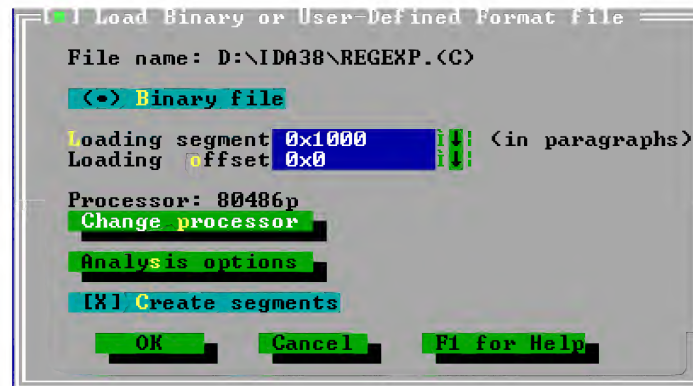 [■] Load Binary or User-Defined Format file
File name: D:\IDA38\REGEXP.(C)
(•) Binary file
Loading segment 0x1000 ↓ (in paragraphs)
Loading offset 0x0 ↓
Processor: 80486p
Change processor
Analysis options
[X] Create segments
OK Cancel F1 for Help